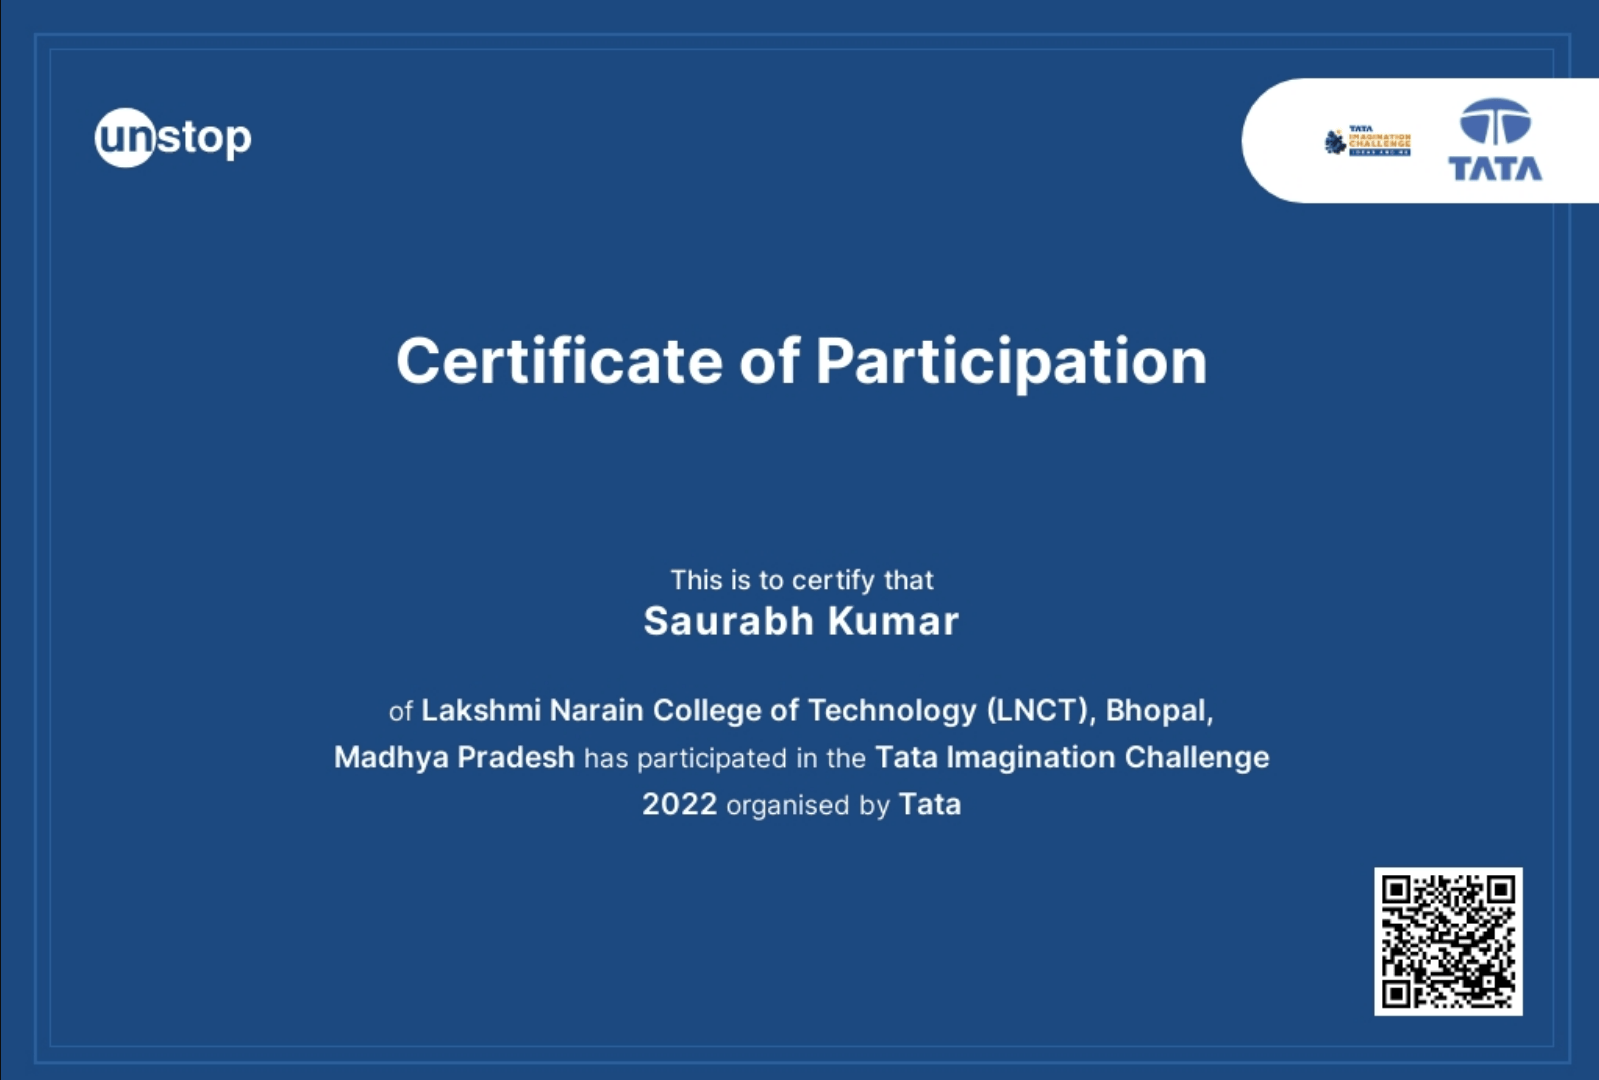 unstop
TATA
IMAGINATION
CHALLENGE
TATA
Certificate of Participation
This is to certify that
Saurabh Kumar
of Lakshmi Narain College of Technology (LNCT), Bhopal,
Madhya Pradesh has participated in the Tata Imagination Challenge
2022 organised by Tata